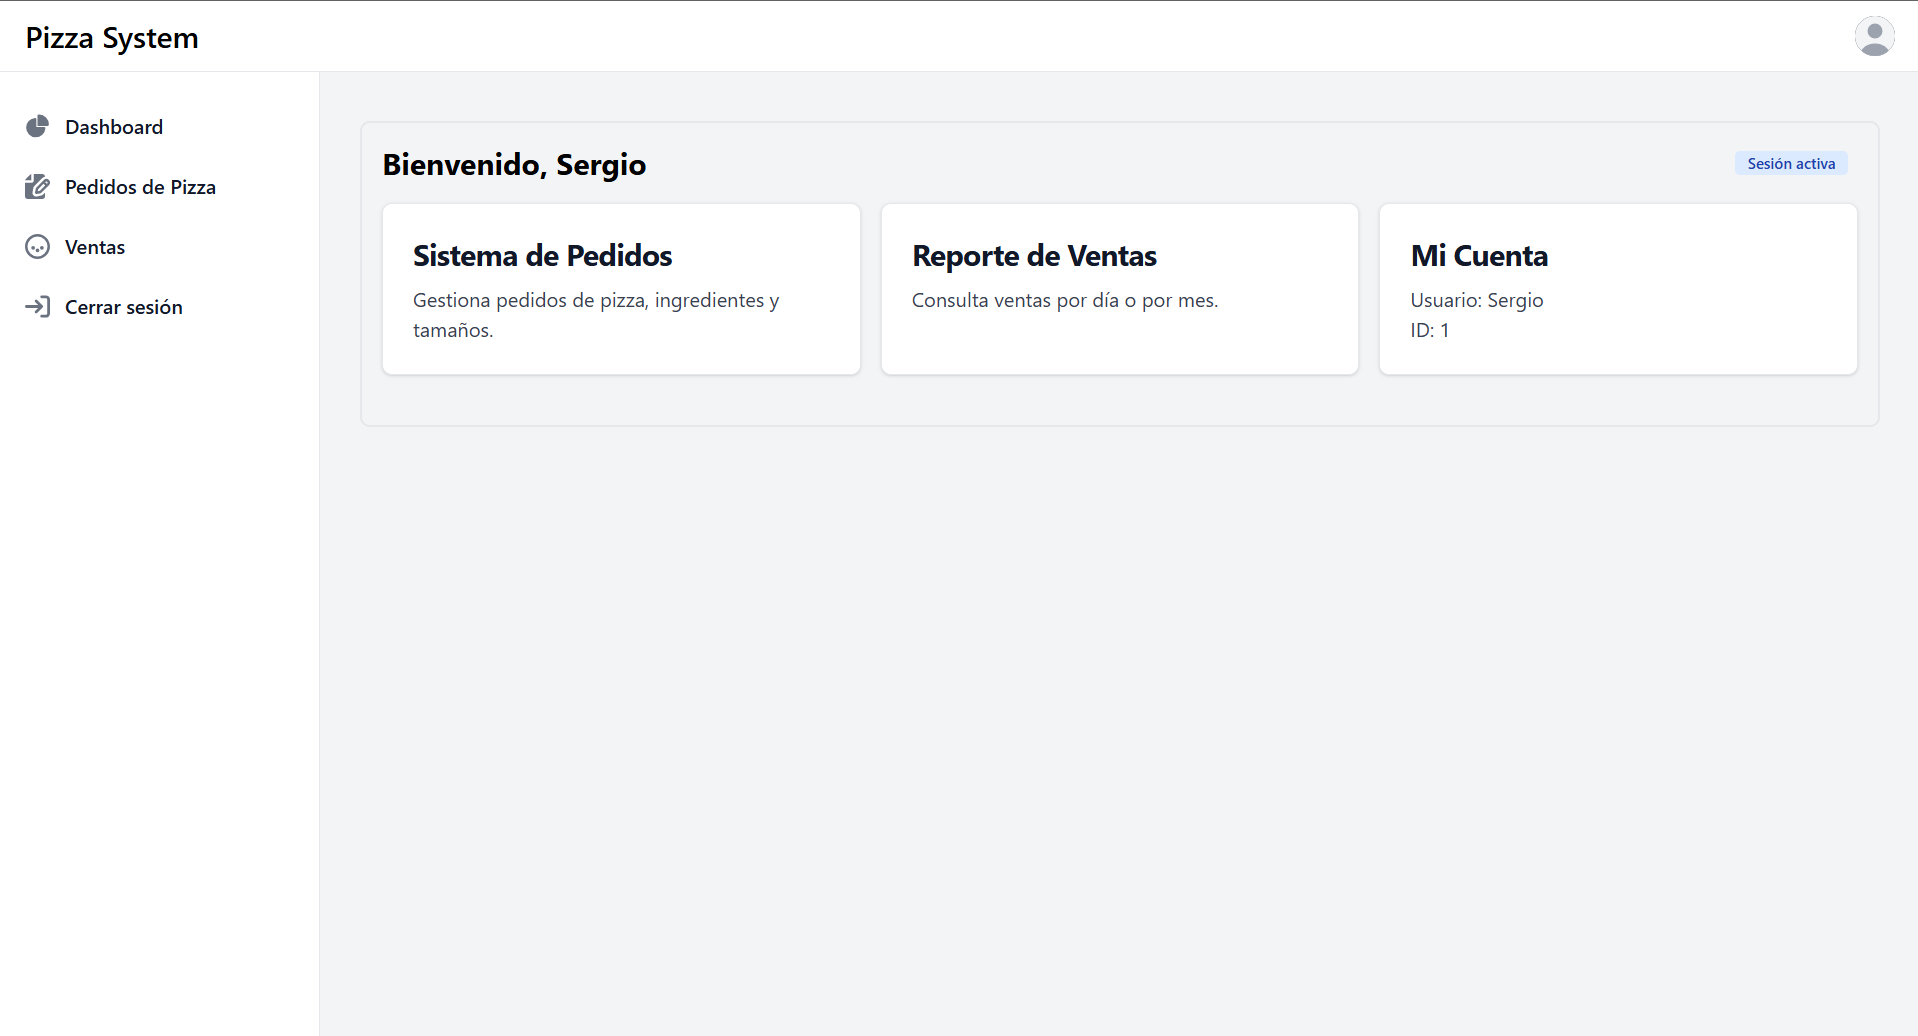 Pizza System
Dashboard
Pedidos de Pizza
Ventas
Cerrar sesión
Bienvenido, Sergio
Sesión activa
Sistema de Pedidos
Gestiona pedidos de pizza, ingredientes y
tamaños.
Reporte de Ventas
Consulta ventas por día o por mes.
Mi Cuenta
Usuario: Sergio
ID: 1